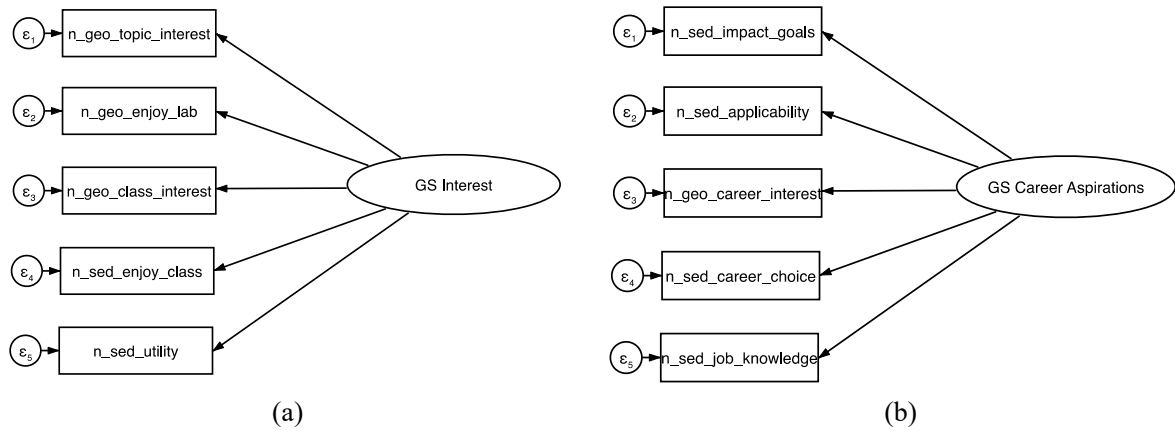 ε1 n_geo_topic_interest
ε2 n_geo_enjoy_lab
ε3 n_geo_class_interest
ε4 n_sed_enjoy_class
ε5 n_sed_utility
GS Interest
(a)
ε1 n_sed_impact_goals
ε2 n_sed_applicability
ε3 n_geo_career_interest
ε4 n_sed_career_choice
ε5 n_sed_job_knowledge
GS Career Aspirations
(b)